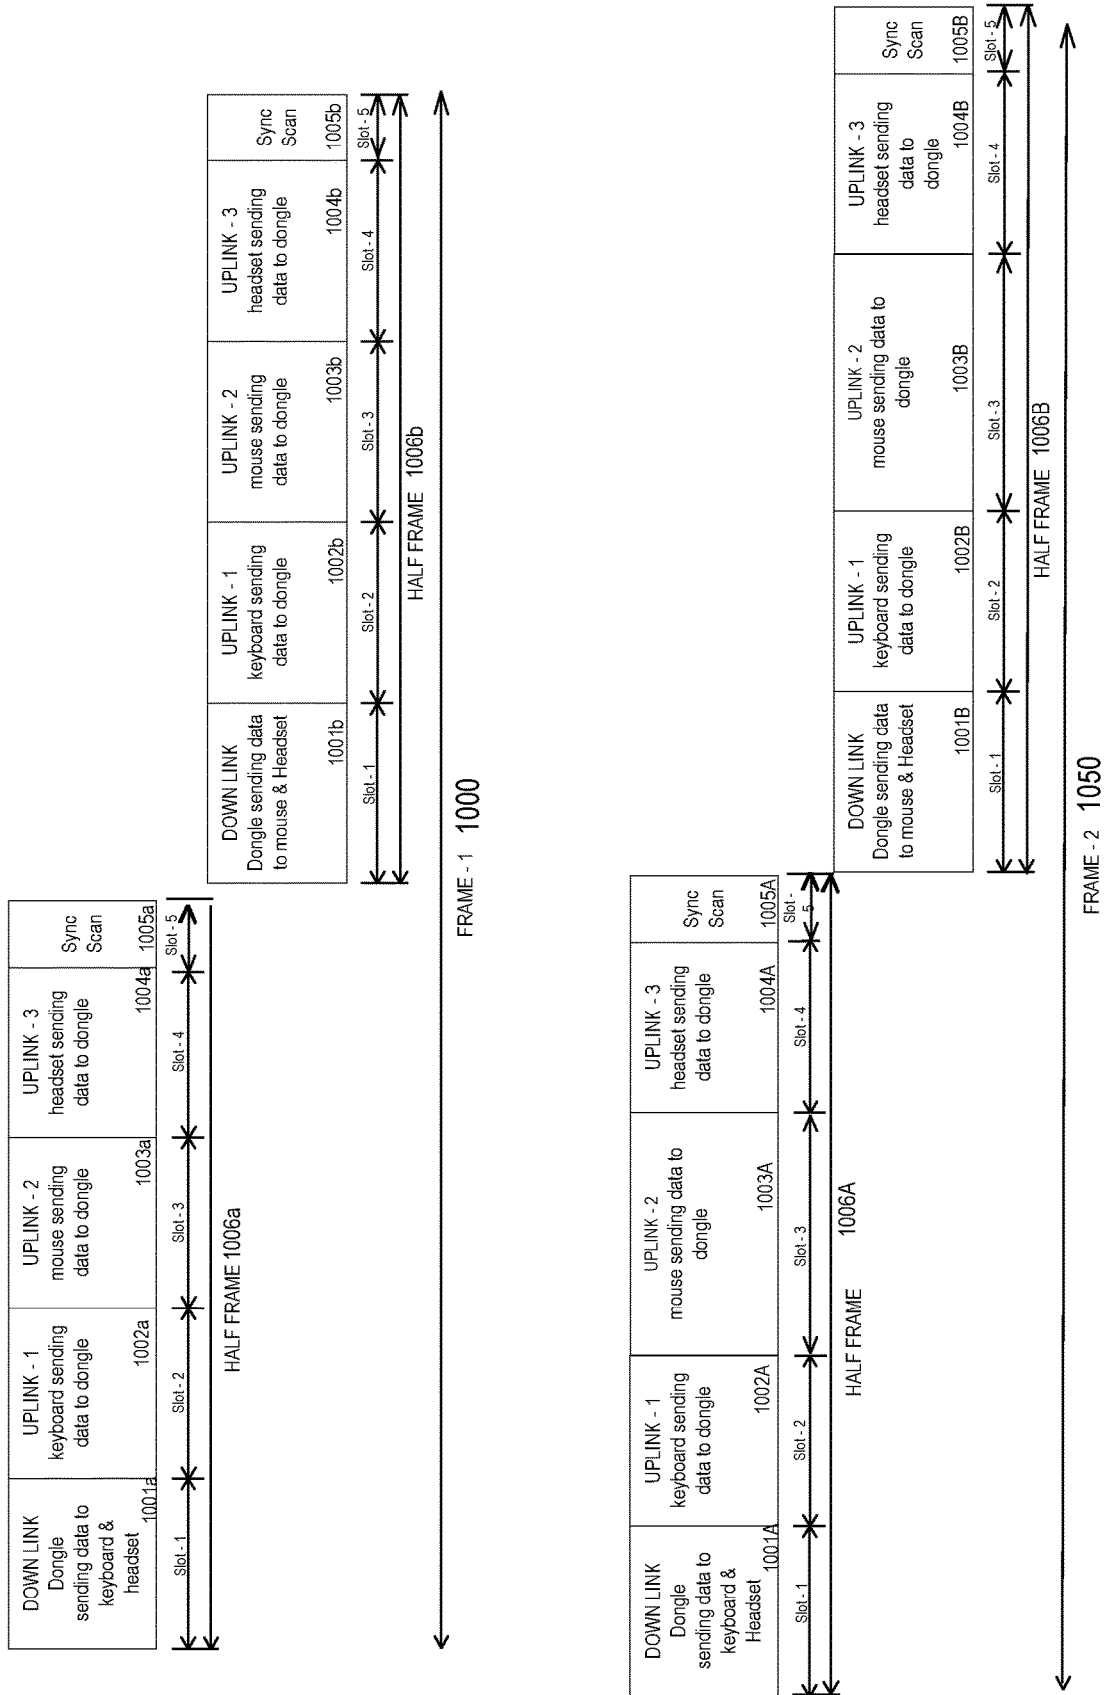 DOWN LINK
Dongle
sending data to
keyboard &
headset
1001a
UPLINK - 1
keyboard sending
data to dongle
1002a
UPLINK - 2
mouse sending
data to dongle
1003a
UPLINK - 3
headset sending
data to dongle
1004a
Sync
Scan
1005a
Slot - 1
Slot - 2
Slot - 3
Slot - 4
Slot - 5
HALF FRAME 1006a
DOWN LINK
Dongle sending data
to mouse & Headset
1001b
UPLINK - 1
keyboard sending
data to dongle
1002b
UPLINK - 2
mouse sending
data to dongle
1003b
UPLINK - 3
headset sending
data to dongle
1004b
Sync
Scan
1005b
Slot - 1
Slot - 2
Slot - 3
Slot - 4
Slot - 5
HALF FRAME 1006b
FRAME - 1 1000
DOWN LINK
Dongle
sending data to
keyboard &
Headset
1001A
UPLINK - 1
keyboard sending
data to dongle
1002A
UPLINK - 2
mouse sending data to
dongle
1003A
UPLINK - 3
headset sending
data to dongle
1004A
Sync
Scan
1005A
Slot - 1
Slot - 2
Slot - 3
Slot - 4
Slot -
5
HALF FRAME 1006A
DOWN LINK
Dongle sending data
to mouse & Headset
1001B
UPLINK - 1
keyboard sending
data to dongle
1002B
UPLINK - 2
mouse sending data to
dongle
1003B
UPLINK - 3
headset sending
data to
dongle
1004B
Sync
Scan
1005B
Slot - 1
Slot - 2
Slot - 3
Slot - 4
Slot - 5
HALF FRAME 1006B
FRAME - 2 1050